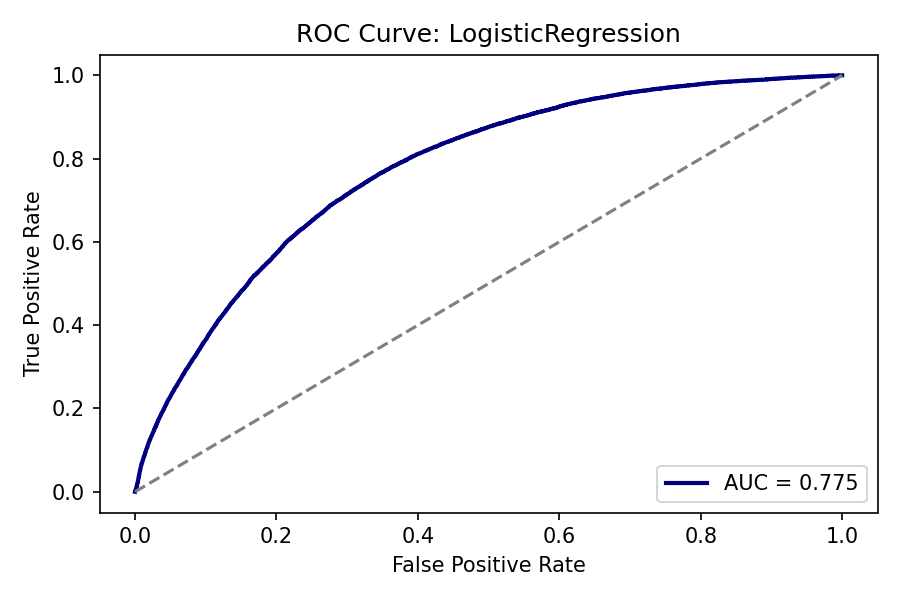 ROC Curve: LogisticRegression
True Positive Rate
1.0
0.8
0.6
0.4
0.2
0.0
AUC = 0.775
0.0 0.2 0.4 0.6 0.8 1.0
False Positive Rate